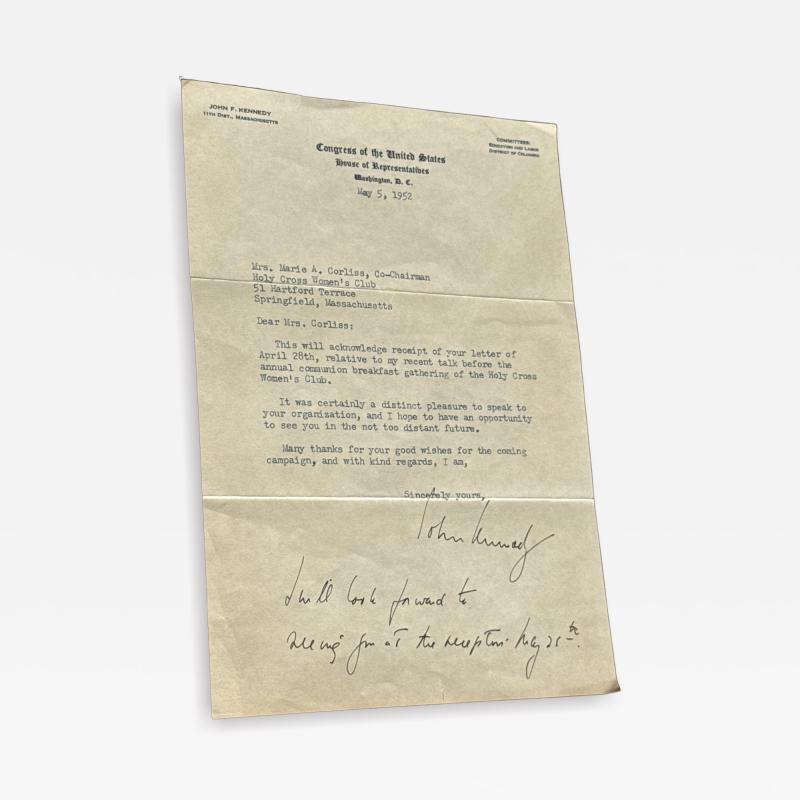 JOHN F. KENNEDY
11TH DIST., MASSACHUSETTS
COMMITTEES:
EDUCATION AND LABOR
DISTRICT OF COLUMBIA
Congress of the United States
House of Representatives
Washington, D. C.
May 5, 1952
Mrs. Marie A. Corliss, Co-Chairman
Holy Cross Women's Club
51 Hartford Terrace
Springfield, Massachusetts
Dear Mrs. Corliss:
This will acknowledge receipt of your letter of
April 28th, relative to my recent talk before the
annual communion breakfast gathering of the Holy Cross
Women's Club.
It was certainly a distinct pleasure to speak to
your organization, and I hope to have an opportunity
to see you in the not too distant future.
Many thanks for your good wishes for the coming
campaign, and with kind regards, I am,
Sincerely yours,
John Kennedy
I will look forward to
seeing you at the reception May 25th.